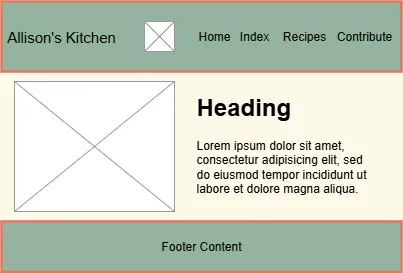 Allison's Kitchen
Home Index Recipes Contribute
Heading
Lorem ipsum dolor sit amet,
consectetur adipisicing elit, sed
do eiusmod tempor incididunt ut
labore et dolore magna aliqua.
Footer Content